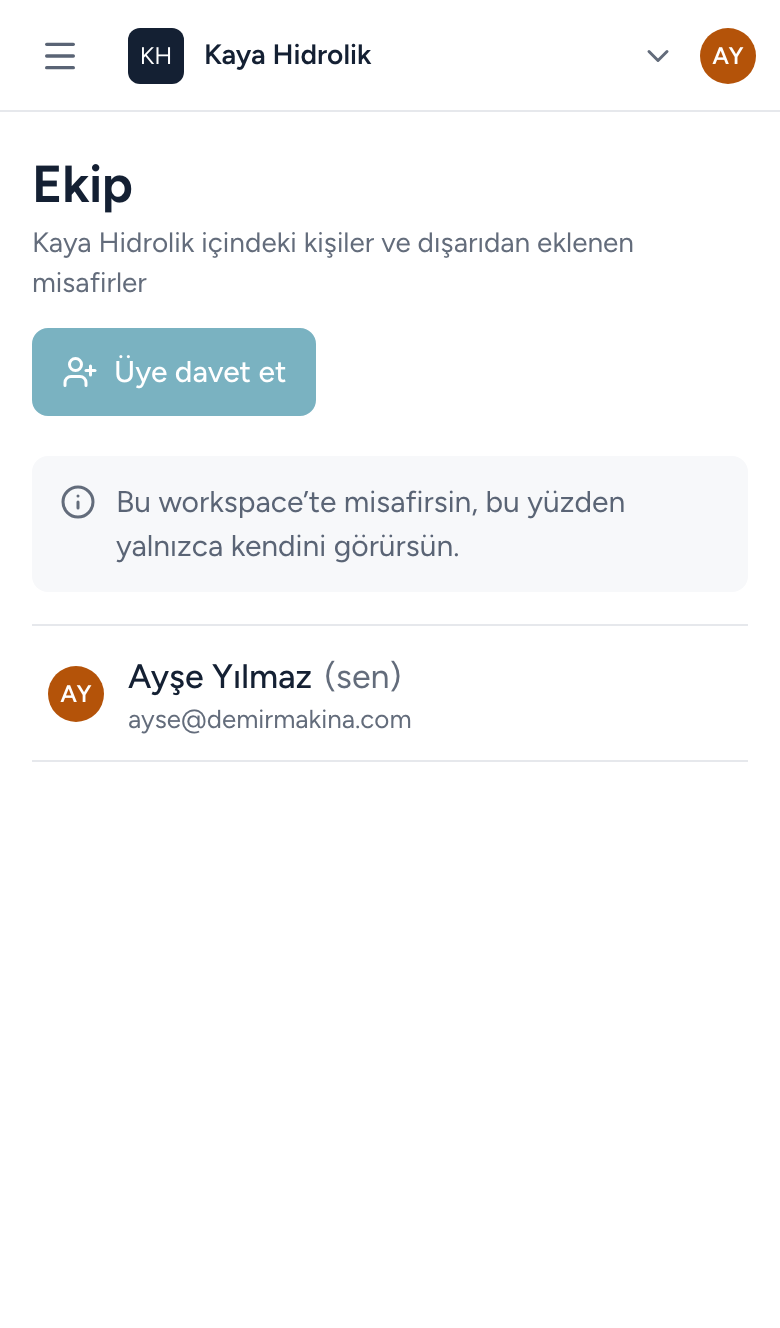 KH Kaya Hidrolik AY
Ekip
Kaya Hidrolik içindeki kişiler ve dışarıdan eklenen
misafirler
Üye davet et
Bu workspace’te misafirsin, bu yüzden
yalnızca kendini görürsün.
AY Ayşe Yılmaz (sen)
ayse@demirmakina.com